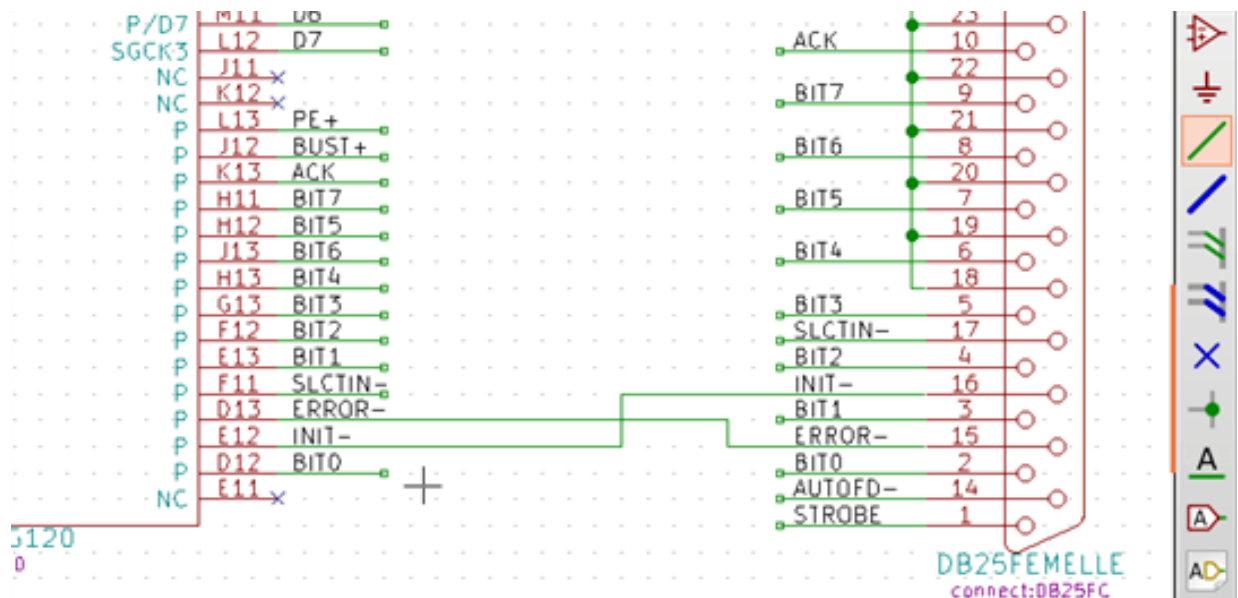 M11 D6 23
P/D7
L12 D7 ACK 10
SGCK3
J11 22
NC
K12 BIT7 9
NC
L13 PE+ 21
P
J12 BUST+ BIT6 8
P
K13 ACK 20
P
H11 BIT7 BIT5 7
P
H12 BIT5 19
P
J13 BIT6 BIT4 6
P
H13 BIT4 18
P
G13 BIT3 BIT3 5
P
F12 BIT2 SLCTIN- 17
P
E13 BIT1 BIT2 4
P
F11 SLCTIN- INIT- 16
P
D13 ERROR- BIT1 3
P
E12 INIT- ERROR- 15
P
D12 BIT0 BIT0 2
P
E11 AUTOFD- 14
NC
STROBE 1
G120
DB25FEMELLE
connect:DB25FC
A
A
AD